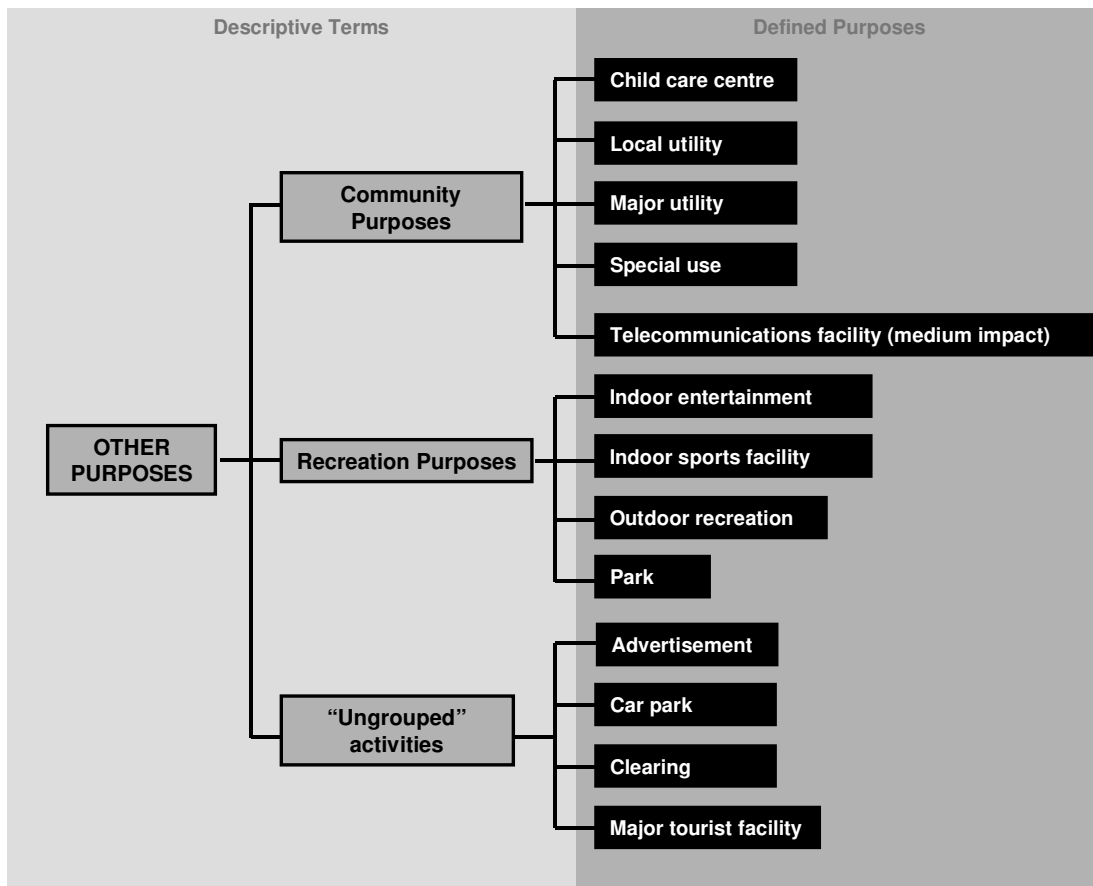 Descriptive Terms
Defined Purposes
Child care centre
Local utility
Community
Purposes
Major utility
Special use
Telecommunications facility (medium impact)
Indoor entertainment
OTHER
PURPOSES
Recreation Purposes
Indoor sports facility
Outdoor recreation
Park
Advertisement
Car park
“Ungrouped”
activities
Clearing
Major tourist facility